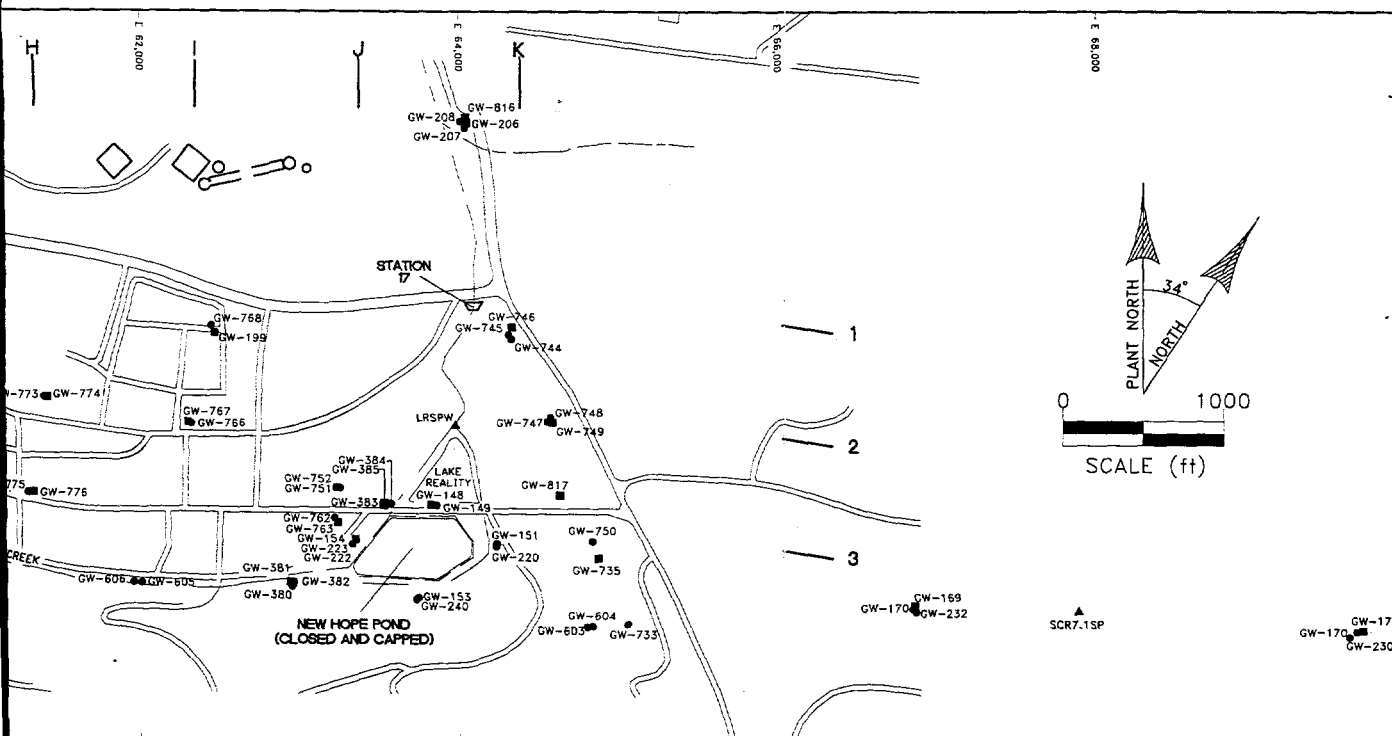 E 62,000
E 64,000
E 66,000
E 68,000
H
I
J
K
GW-816
GW-208
GW-206
GW-207
STATION
17
GW-768
GW-199
GW-746
GW-745
GW-744
1
PLANT NORTH
34°
NORTH
W-773
GW-774
0
1000
SCALE (ft)
GW-767
GW-766
LRSPW
GW-748
GW-747
GW-749
2
GW-384
GW-385
LAKE
REALITY
GW-752
GW-751
775
GW-776
GW-383
GW-148
GW-149
GW-817
GW-762
GW-763
GW-154
GW-223
GW-222
GW-151
GW-220
GW-750
GW-735
3
CREEK
GW-606
GW-605
GW-381
GW-382
GW-380
GW-153
GW-240
GW-604
GW-603
GW-733
NEW HOPE POND
(CLOSED AND CAPPED)
GW-169
GW-170
GW-232
SCR7.1SP
GW-17
GW-170
GW-230